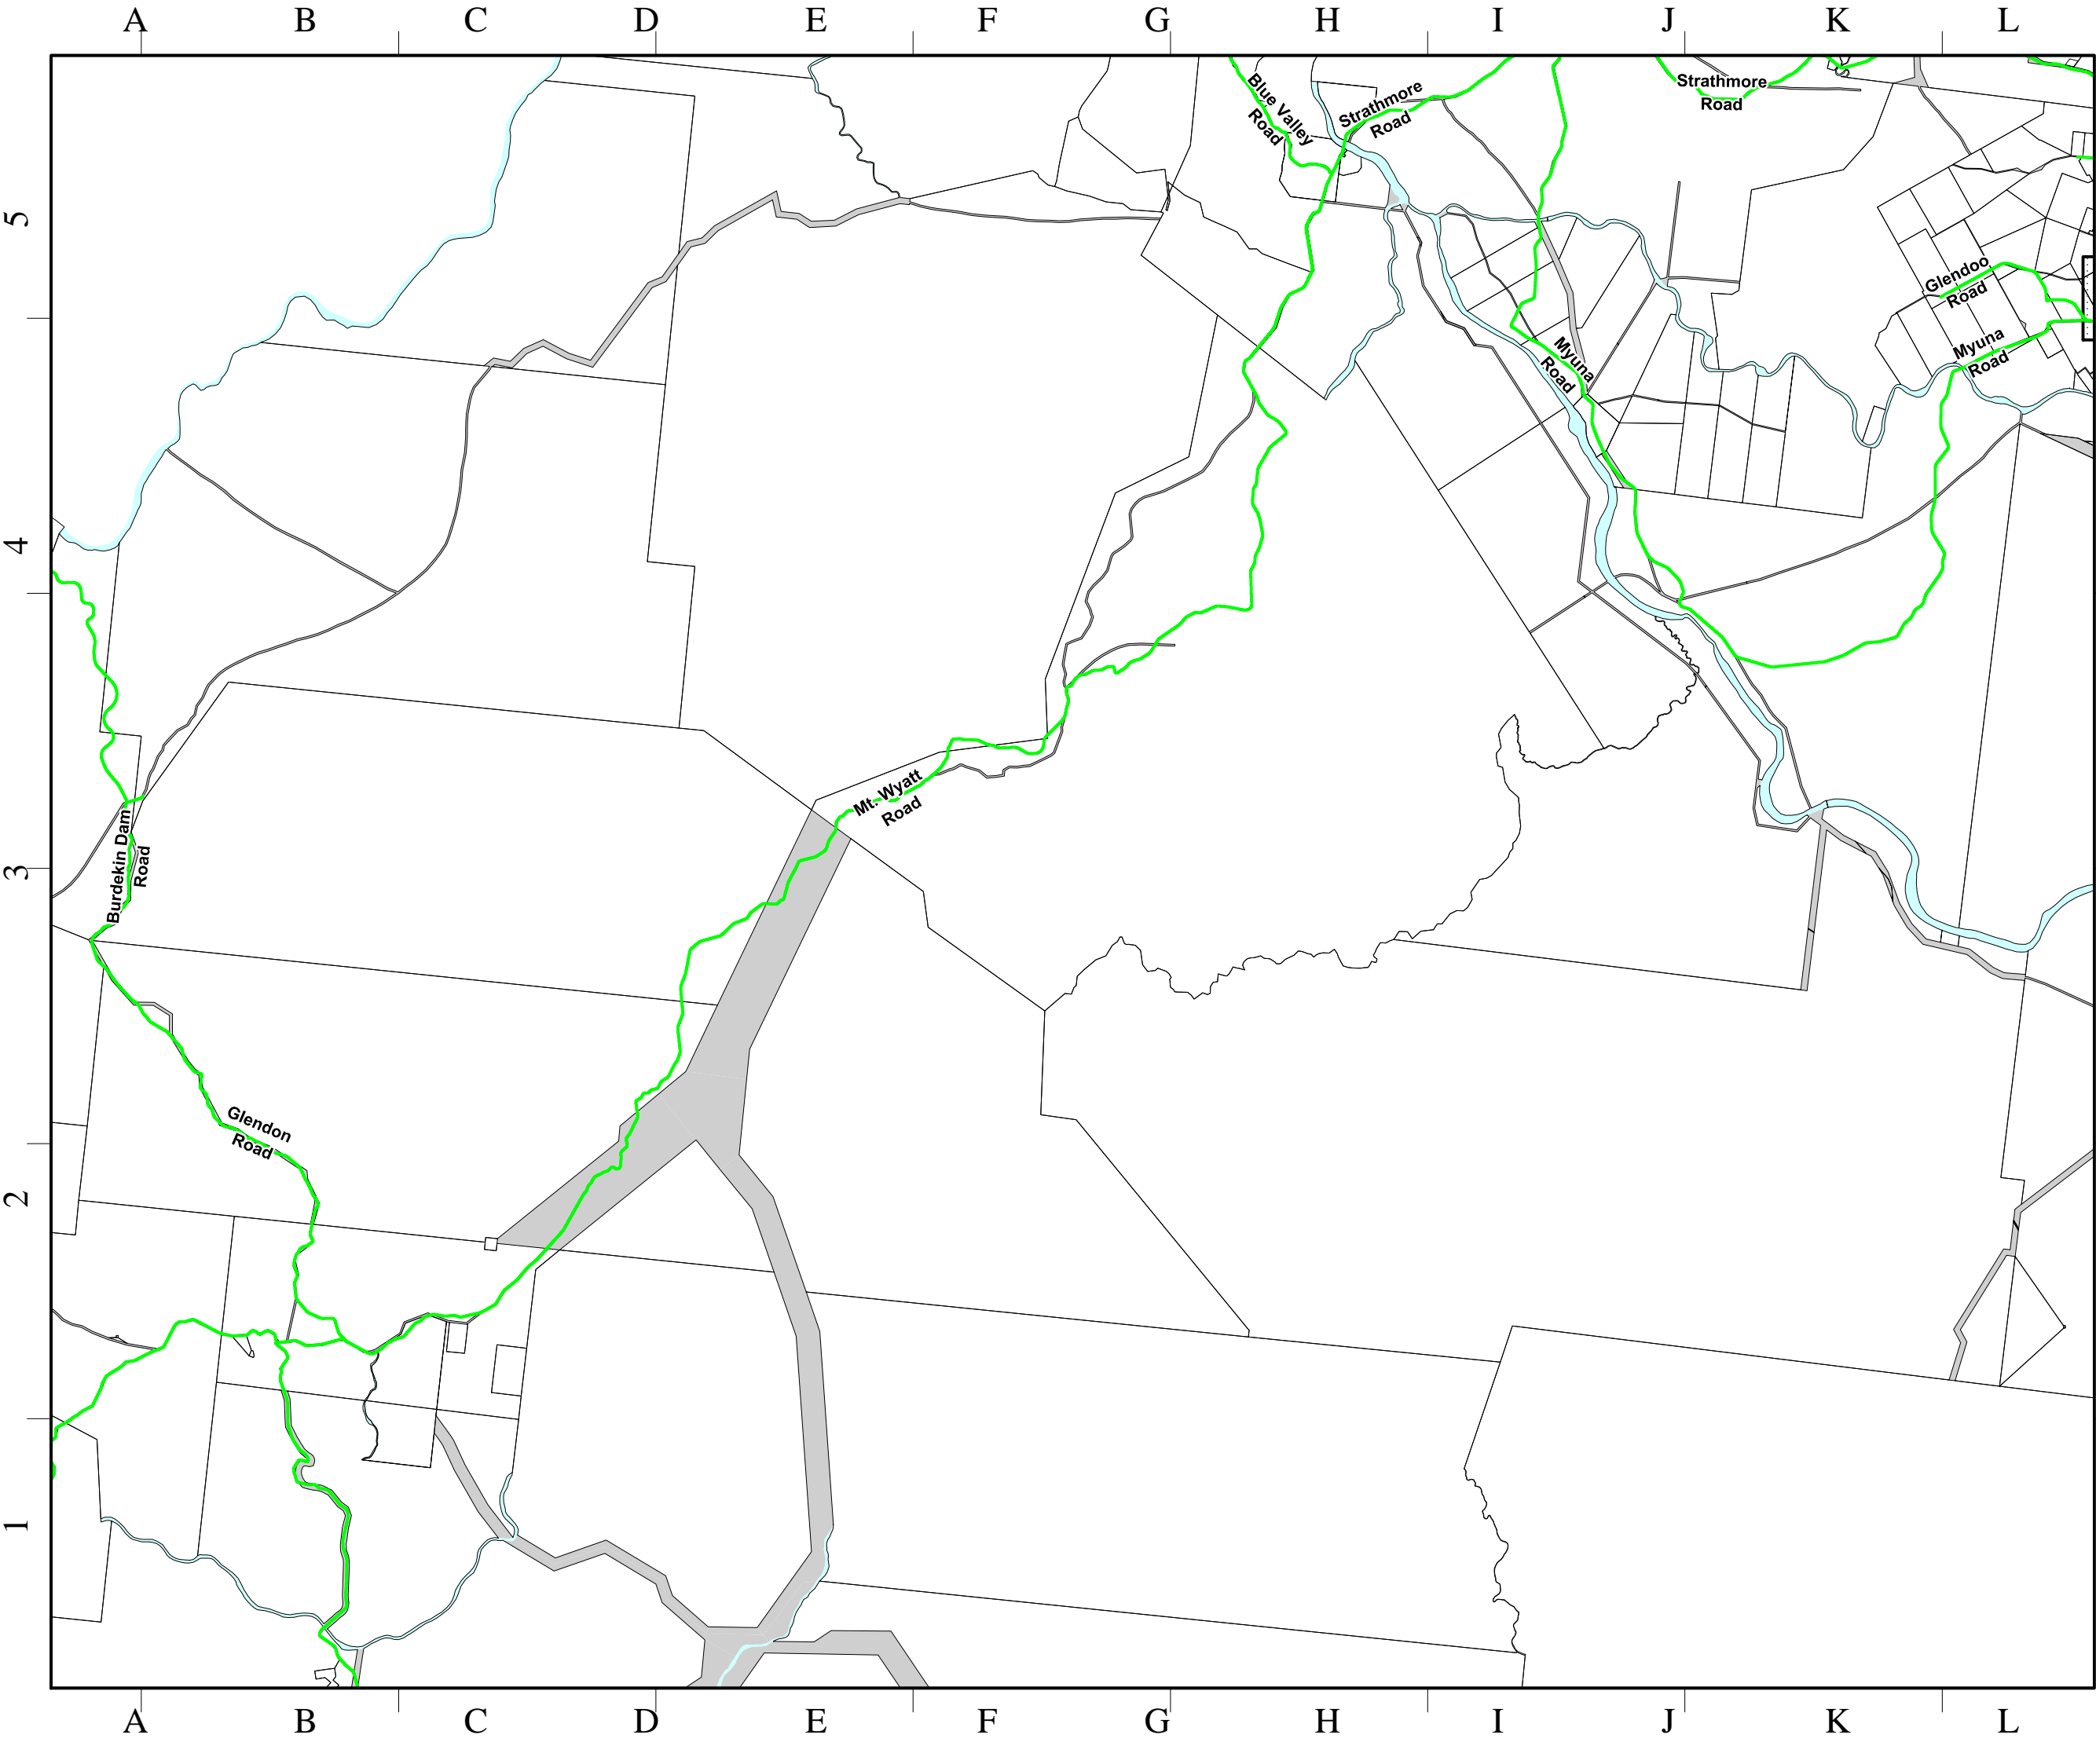 A B C D E F G H I J K L
Blue Valley
Road
Strathmore
Road
Strathmore
Road
5
Glendoo
Road
Myuna
Road
Myuna
Road
4
Mt. Wyatt
Road
Burdekin Dam
Road
3
Glendon
Road
2
1
A B C D E F G H I J K L